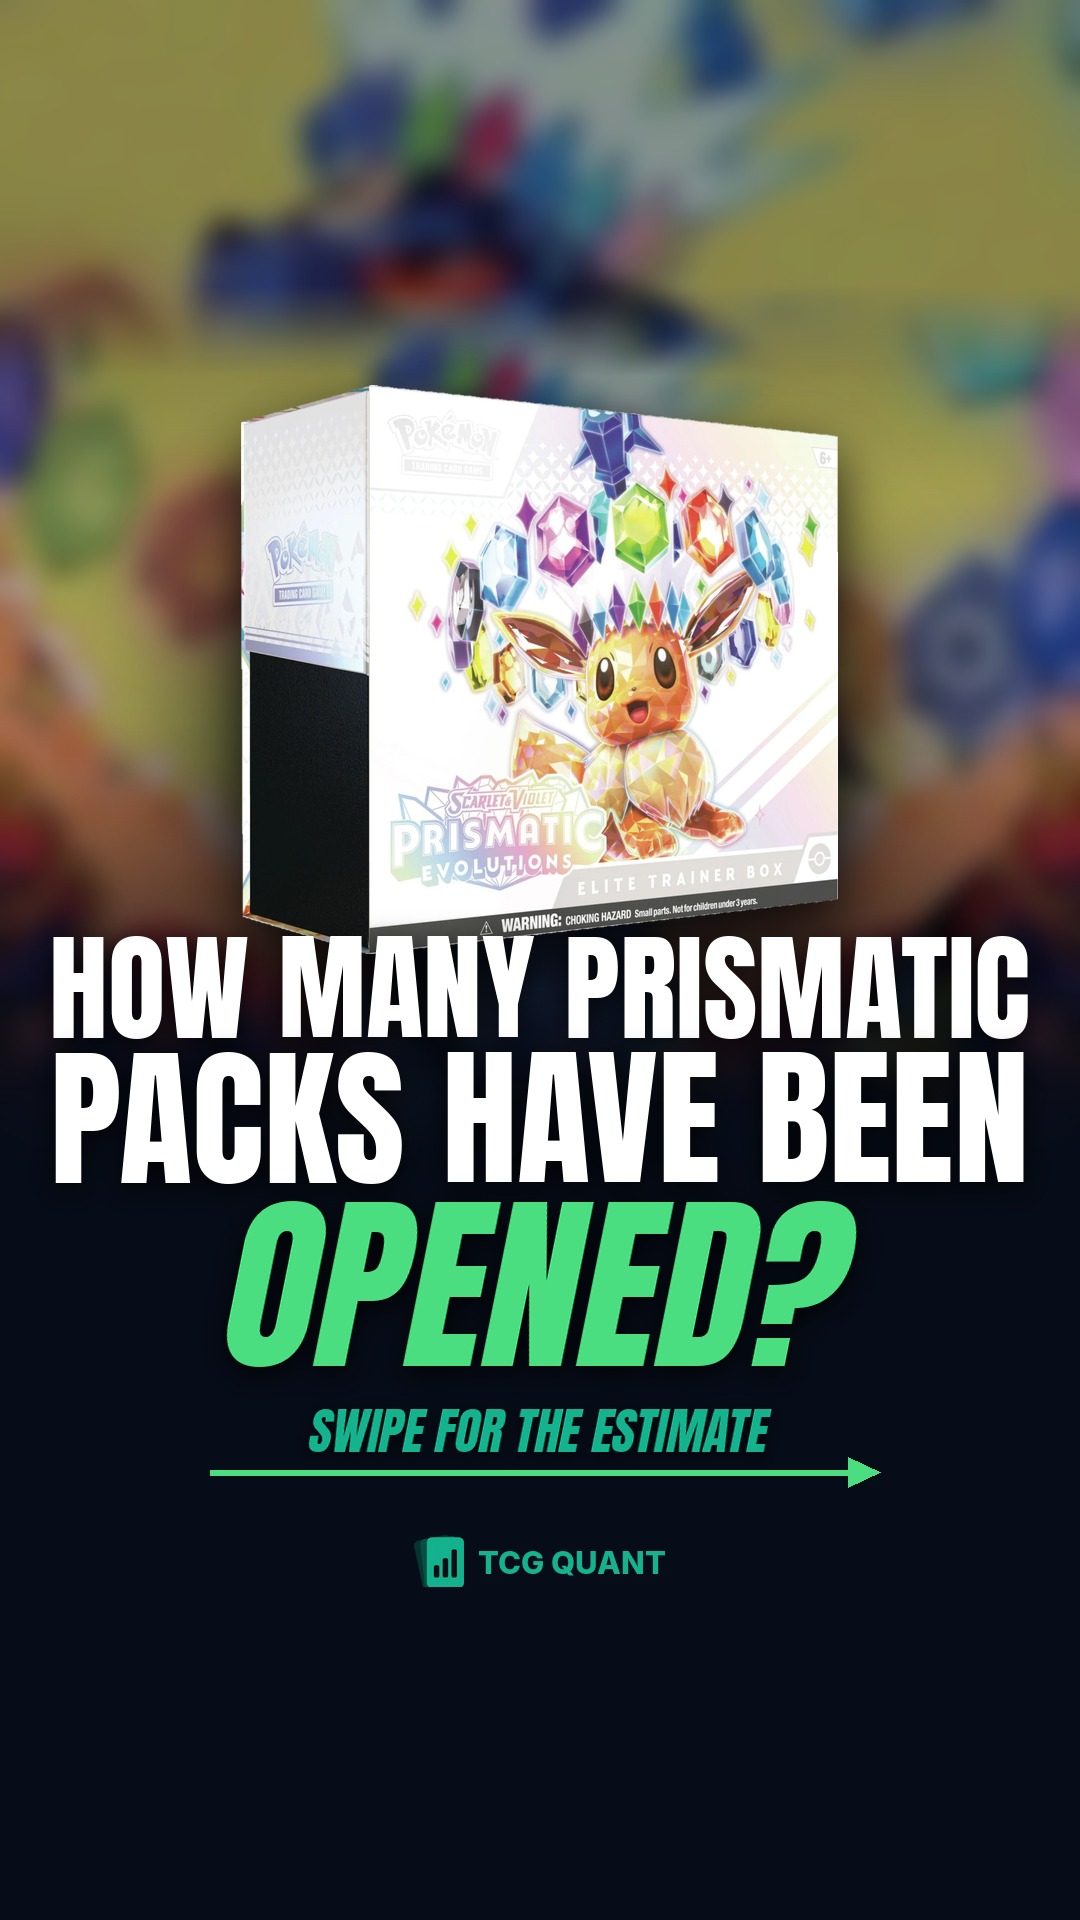 Pokémon
TRADING CARD GAME
6+
Pokémon
TRADING CARD GAME
SCARLET & VIOLET
PRISMATIC
EVOLUTIONS
ELITE TRAINER BOX
WARNING: CHOKING HAZARD Small parts. Not for children under 3 years.
HOW MANY PRISMATIC
PACKS HAVE BEEN
OPENED?
SWIPE FOR THE ESTIMATE
TCG QUANT